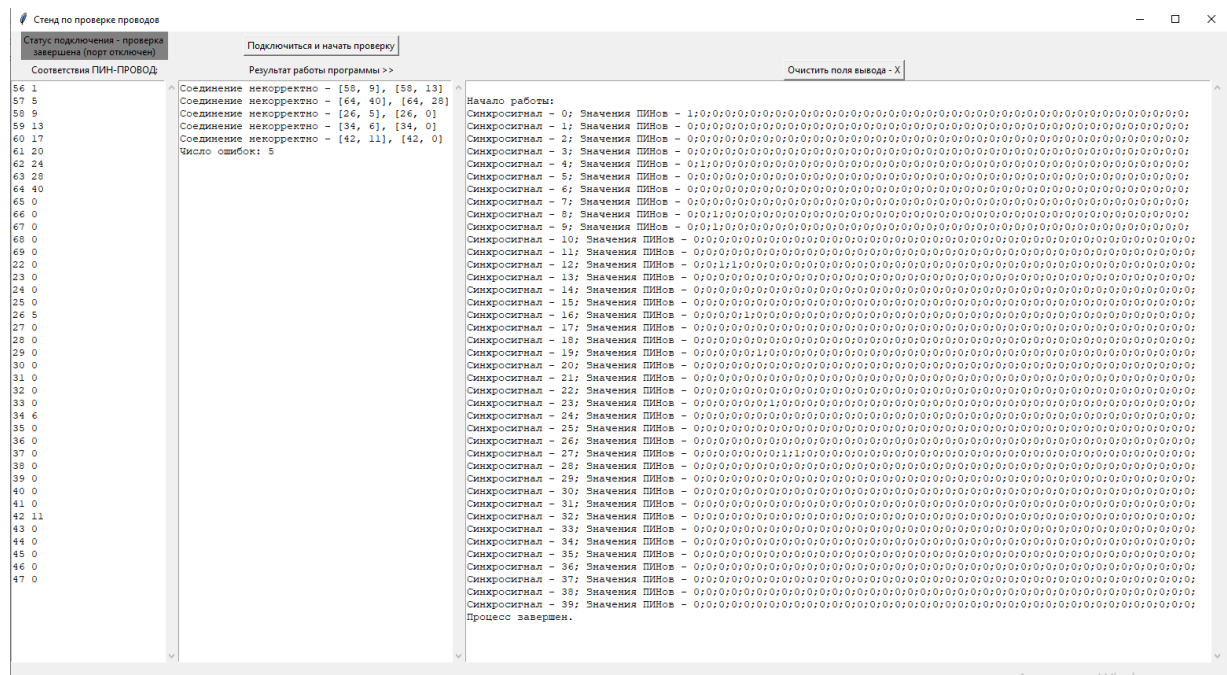 Стенд по проверке проводов
Статус подключения - проверка
завершена (порт отключен)
Подключиться и начать проверку
Соответствия ПИН-ПРОВОД:
Результат работы программы >>
Очистить поля вывода - X
56 1
57 5
58 9
59 13
60 17
61 20
62 24
63 28
64 40
65 0
66 0
67 0
68 0
69 0
22 0
23 0
24 0
25 0
26 5
27 0
28 0
29 0
30 0
31 0
32 0
33 0
34 6
35 0
36 0
37 0
38 0
39 0
40 0
41 0
42 11
43 0
44 0
45 0
46 0
47 0
Соединение некорректно - [58, 9], [58, 13]
Соединение некорректно - [64, 40], [64, 28]
Соединение некорректно - [26, 5], [26, 0]
Соединение некорректно - [34, 6], [34, 0]
Соединение некорректно - [42, 11], [42, 0]
Число ошибок: 5
Начало работы:
Синхросигнал - 0; Значения ПИНов - 1;0;0;0;0;0;0;0;0;0;0;0;0;0;0;0;0;0;0;0;0;0;0;0;0;0;0;0;0;0;0;0;0;0;0;0;0;0;0;0;
Синхросигнал - 1; Значения ПИНов - 0;0;0;0;0;0;0;0;0;0;0;0;0;0;0;0;0;0;0;0;0;0;0;0;0;0;0;0;0;0;0;0;0;0;0;0;0;0;0;0;
Синхросигнал - 2; Значения ПИНов - 0;0;0;0;0;0;0;0;0;0;0;0;0;0;0;0;0;0;0;0;0;0;0;0;0;0;0;0;0;0;0;0;0;0;0;0;0;0;0;0;
Синхросигнал - 3; Значения ПИНов - 0;0;0;0;0;0;0;0;0;0;0;0;0;0;0;0;0;0;0;0;0;0;0;0;0;0;0;0;0;0;0;0;0;0;0;0;0;0;0;0;
Синхросигнал - 4; Значения ПИНов - 0;1;0;0;0;0;0;0;0;0;0;0;0;0;0;0;0;0;0;0;0;0;0;0;0;0;0;0;0;0;0;0;0;0;0;0;0;0;0;0;
Синхросигнал - 5; Значения ПИНов - 0;0;0;0;0;0;0;0;0;0;0;0;0;0;0;0;0;0;0;0;0;0;0;0;0;0;0;0;0;0;0;0;0;0;0;0;0;0;0;0;
Синхросигнал - 6; Значения ПИНов - 0;0;0;0;0;0;0;0;0;0;0;0;0;0;0;0;0;0;0;0;0;0;0;0;0;0;0;0;0;0;0;0;0;0;0;0;0;0;0;0;
Синхросигнал - 7; Значения ПИНов - 0;0;0;0;0;0;0;0;0;0;0;0;0;0;0;0;0;0;0;0;0;0;0;0;0;0;0;0;0;0;0;0;0;0;0;0;0;0;0;0;
Синхросигнал - 8; Значения ПИНов - 0;0;1;0;0;0;0;0;0;0;0;0;0;0;0;0;0;0;0;0;0;0;0;0;0;0;0;0;0;0;0;0;0;0;0;0;0;0;0;0;
Синхросигнал - 9; Значения ПИНов - 0;0;1;0;0;0;0;0;0;0;0;0;0;0;0;0;0;0;0;0;0;0;0;0;0;0;0;0;0;0;0;0;0;0;0;0;0;0;0;0;
Синхросигнал - 10; Значения ПИНов - 0;0;0;0;0;0;0;0;0;0;0;0;0;0;0;0;0;0;0;0;0;0;0;0;0;0;0;0;0;0;0;0;0;0;0;0;0;0;0;0;
Синхросигнал - 11; Значения ПИНов - 0;0;0;0;0;0;0;0;0;0;0;0;0;0;0;0;0;0;0;0;0;0;0;0;0;0;0;0;0;0;0;0;0;0;0;0;0;0;0;0;
Синхросигнал - 12; Значения ПИНов - 0;0;1;1;0;0;0;0;0;0;0;0;0;0;0;0;0;0;0;0;0;0;0;0;0;0;0;0;0;0;0;0;0;0;0;0;0;0;0;0;
Синхросигнал - 13; Значения ПИНов - 0;0;0;0;0;0;0;0;0;0;0;0;0;0;0;0;0;0;0;0;0;0;0;0;0;0;0;0;0;0;0;0;0;0;0;0;0;0;0;0;
Синхросигнал - 14; Значения ПИНов - 0;0;0;0;0;0;0;0;0;0;0;0;0;0;0;0;0;0;0;0;0;0;0;0;0;0;0;0;0;0;0;0;0;0;0;0;0;0;0;0;
Синхросигнал - 15; Значения ПИНов - 0;0;0;0;0;0;0;0;0;0;0;0;0;0;0;0;0;0;0;0;0;0;0;0;0;0;0;0;0;0;0;0;0;0;0;0;0;0;0;0;
Синхросигнал - 16; Значения ПИНов - 0;0;0;0;1;0;0;0;0;0;0;0;0;0;0;0;0;0;0;0;0;0;0;0;0;0;0;0;0;0;0;0;0;0;0;0;0;0;0;0;
Синхросигнал - 17; Значения ПИНов - 0;0;0;0;0;0;0;0;0;0;0;0;0;0;0;0;0;0;0;0;0;0;0;0;0;0;0;0;0;0;0;0;0;0;0;0;0;0;0;0;
Синхросигнал - 18; Значения ПИНов - 0;0;0;0;0;0;0;0;0;0;0;0;0;0;0;0;0;0;0;0;0;0;0;0;0;0;0;0;0;0;0;0;0;0;0;0;0;0;0;0;
Синхросигнал - 19; Значения ПИНов - 0;0;0;0;0;1;0;0;0;0;0;0;0;0;0;0;0;0;0;0;0;0;0;0;0;0;0;0;0;0;0;0;0;0;0;0;0;0;0;0;
Синхросигнал - 20; Значения ПИНов - 0;0;0;0;0;0;0;0;0;0;0;0;0;0;0;0;0;0;0;0;0;0;0;0;0;0;0;0;0;0;0;0;0;0;0;0;0;0;0;0;
Синхросигнал - 21; Значения ПИНов - 0;0;0;0;0;0;0;0;0;0;0;0;0;0;0;0;0;0;0;0;0;0;0;0;0;0;0;0;0;0;0;0;0;0;0;0;0;0;0;0;
Синхросигнал - 22; Значения ПИНов - 0;0;0;0;0;0;0;0;0;0;0;0;0;0;0;0;0;0;0;0;0;0;0;0;0;0;0;0;0;0;0;0;0;0;0;0;0;0;0;0;
Синхросигнал - 23; Значения ПИНов - 0;0;0;0;0;0;1;0;0;0;0;0;0;0;0;0;0;0;0;0;0;0;0;0;0;0;0;0;0;0;0;0;0;0;0;0;0;0;0;0;
Синхросигнал - 24; Значения ПИНов - 0;0;0;0;0;0;0;0;0;0;0;0;0;0;0;0;0;0;0;0;0;0;0;0;0;0;0;0;0;0;0;0;0;0;0;0;0;0;0;0;
Синхросигнал - 25; Значения ПИНов - 0;0;0;0;0;0;0;0;0;0;0;0;0;0;0;0;0;0;0;0;0;0;0;0;0;0;0;0;0;0;0;0;0;0;0;0;0;0;0;0;
Синхросигнал - 26; Значения ПИНов - 0;0;0;0;0;0;0;0;0;0;0;0;0;0;0;0;0;0;0;0;0;0;0;0;0;0;0;0;0;0;0;0;0;0;0;0;0;0;0;0;
Синхросигнал - 27; Значения ПИНов - 0;0;0;0;0;0;0;1;1;0;0;0;0;0;0;0;0;0;0;0;0;0;0;0;0;0;0;0;0;0;0;0;0;0;0;0;0;0;0;0;
Синхросигнал - 28; Значения ПИНов - 0;0;0;0;0;0;0;0;0;0;0;0;0;0;0;0;0;0;0;0;0;0;0;0;0;0;0;0;0;0;0;0;0;0;0;0;0;0;0;0;
Синхросигнал - 29; Значения ПИНов - 0;0;0;0;0;0;0;0;0;0;0;0;0;0;0;0;0;0;0;0;0;0;0;0;0;0;0;0;0;0;0;0;0;0;0;0;0;0;0;0;
Синхросигнал - 30; Значения ПИНов - 0;0;0;0;0;0;0;0;0;0;0;0;0;0;0;0;0;0;0;0;0;0;0;0;0;0;0;0;0;0;0;0;0;0;0;0;0;0;0;0;
Синхросигнал - 31; Значения ПИНов - 0;0;0;0;0;0;0;0;0;0;0;0;0;0;0;0;0;0;0;0;0;0;0;0;0;0;0;0;0;0;0;0;0;0;0;0;0;0;0;0;
Синхросигнал - 32; Значения ПИНов - 0;0;0;0;0;0;0;0;0;0;0;0;0;0;0;0;0;0;0;0;0;0;0;0;0;0;0;0;0;0;0;0;0;0;0;0;0;0;0;0;
Синхросигнал - 33; Значения ПИНов - 0;0;0;0;0;0;0;0;0;0;0;0;0;0;0;0;0;0;0;0;0;0;0;0;0;0;0;0;0;0;0;0;0;0;0;0;0;0;0;0;
Синхросигнал - 34; Значения ПИНов - 0;0;0;0;0;0;0;0;0;0;0;0;0;0;0;0;0;0;0;0;0;0;0;0;0;0;0;0;0;0;0;0;0;0;0;0;0;0;0;0;
Синхросигнал - 35; Значения ПИНов - 0;0;0;0;0;0;0;0;0;0;0;0;0;0;0;0;0;0;0;0;0;0;0;0;0;0;0;0;0;0;0;0;0;0;0;0;0;0;0;0;
Синхросигнал - 36; Значения ПИНов - 0;0;0;0;0;0;0;0;0;0;0;0;0;0;0;0;0;0;0;0;0;0;0;0;0;0;0;0;0;0;0;0;0;0;0;0;0;0;0;0;
Синхросигнал - 37; Значения ПИНов - 0;0;0;0;0;0;0;0;0;0;0;0;0;0;0;0;0;0;0;0;0;0;0;0;0;0;0;0;0;0;0;0;0;0;0;0;0;0;0;0;
Синхросигнал - 38; Значения ПИНов - 0;0;0;0;0;0;0;0;0;0;0;0;0;0;0;0;0;0;0;0;0;0;0;0;0;0;0;0;0;0;0;0;0;0;0;0;0;0;0;0;
Синхросигнал - 39; Значения ПИНов - 0;0;0;0;0;0;0;0;0;0;0;0;0;0;0;0;0;0;0;0;0;0;0;0;0;0;0;0;0;0;0;0;0;0;0;0;0;0;0;0;
Процесс завершен.